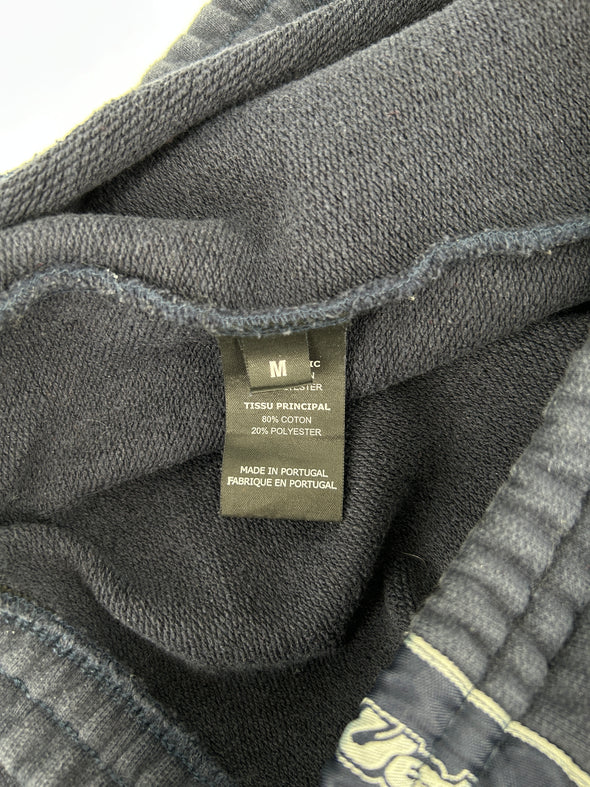 M
TISSU PRINCIPAL
80% COTON
20% POLYESTER
MADE IN PORTUGAL
FABRIQUE EN PORTUGAL